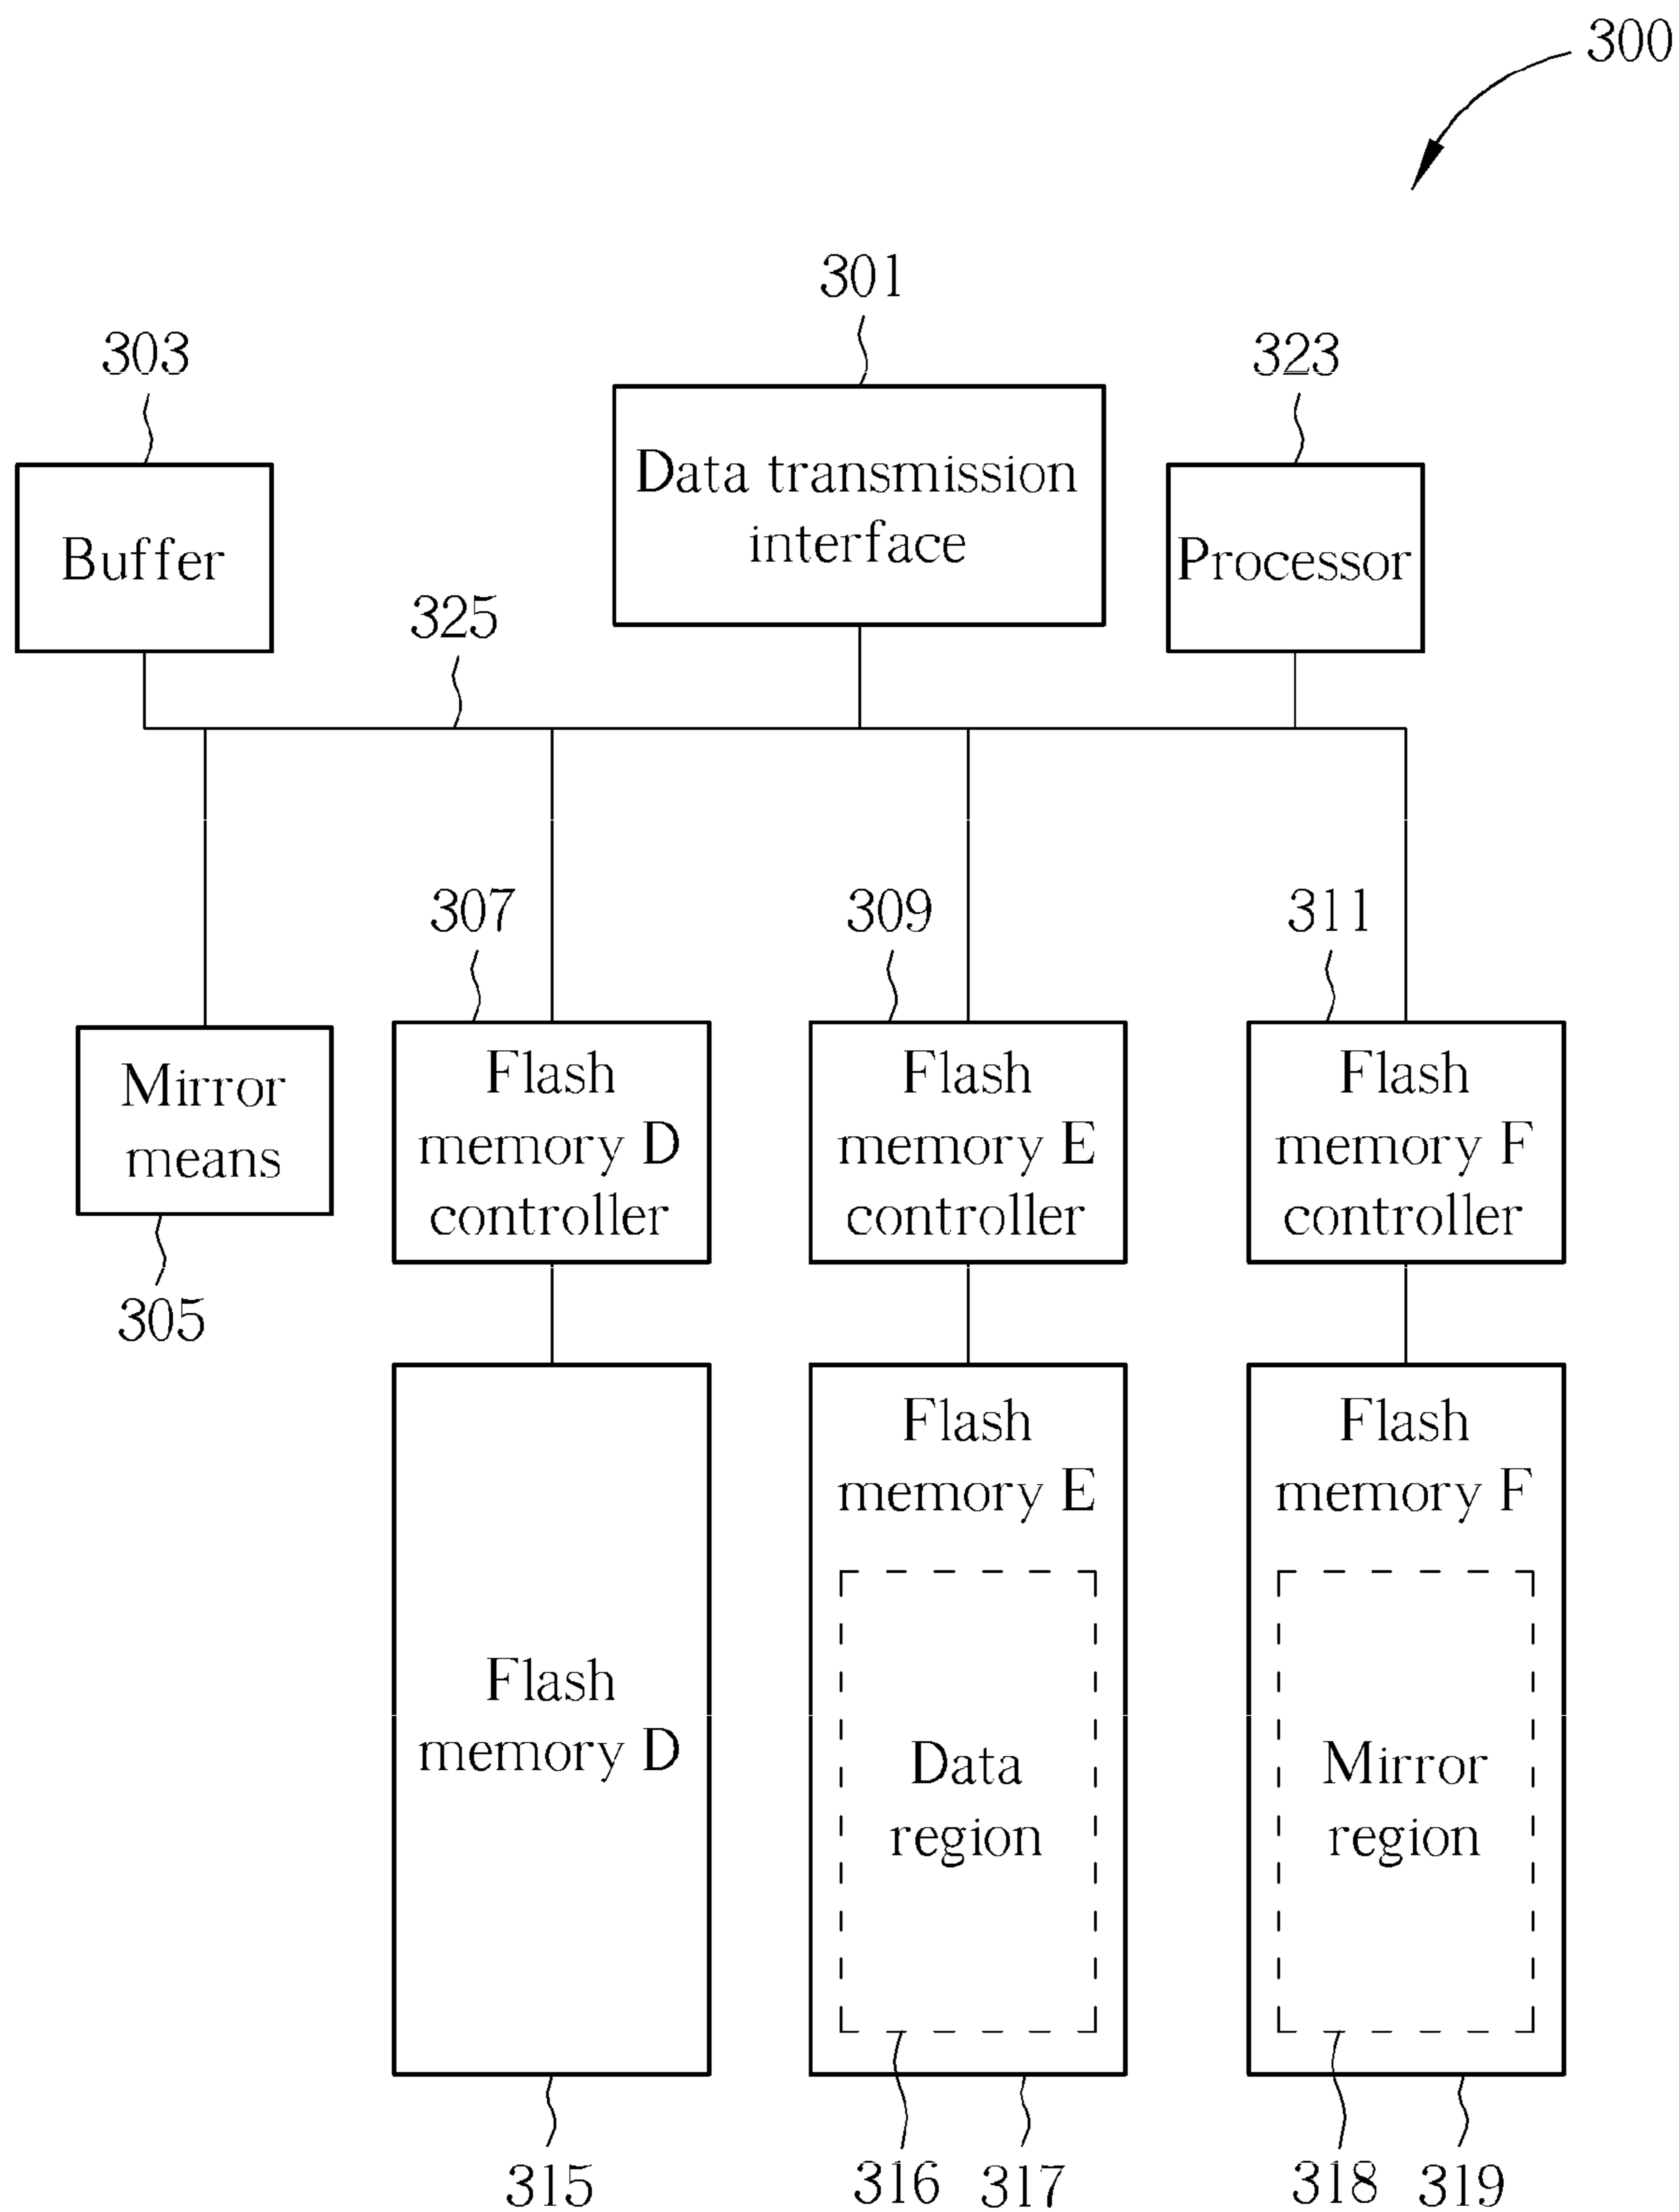 300
301
303
323
Data transmission
interface
Buffer
Processor
325
307
309
311
Mirror
means
Flash
memory D
controller
Flash
memory E
controller
Flash
memory F
controller
305
Flash
memory D
Flash
memory E
Data
region
Flash
memory F
Mirror
region
315
316
317
318
319